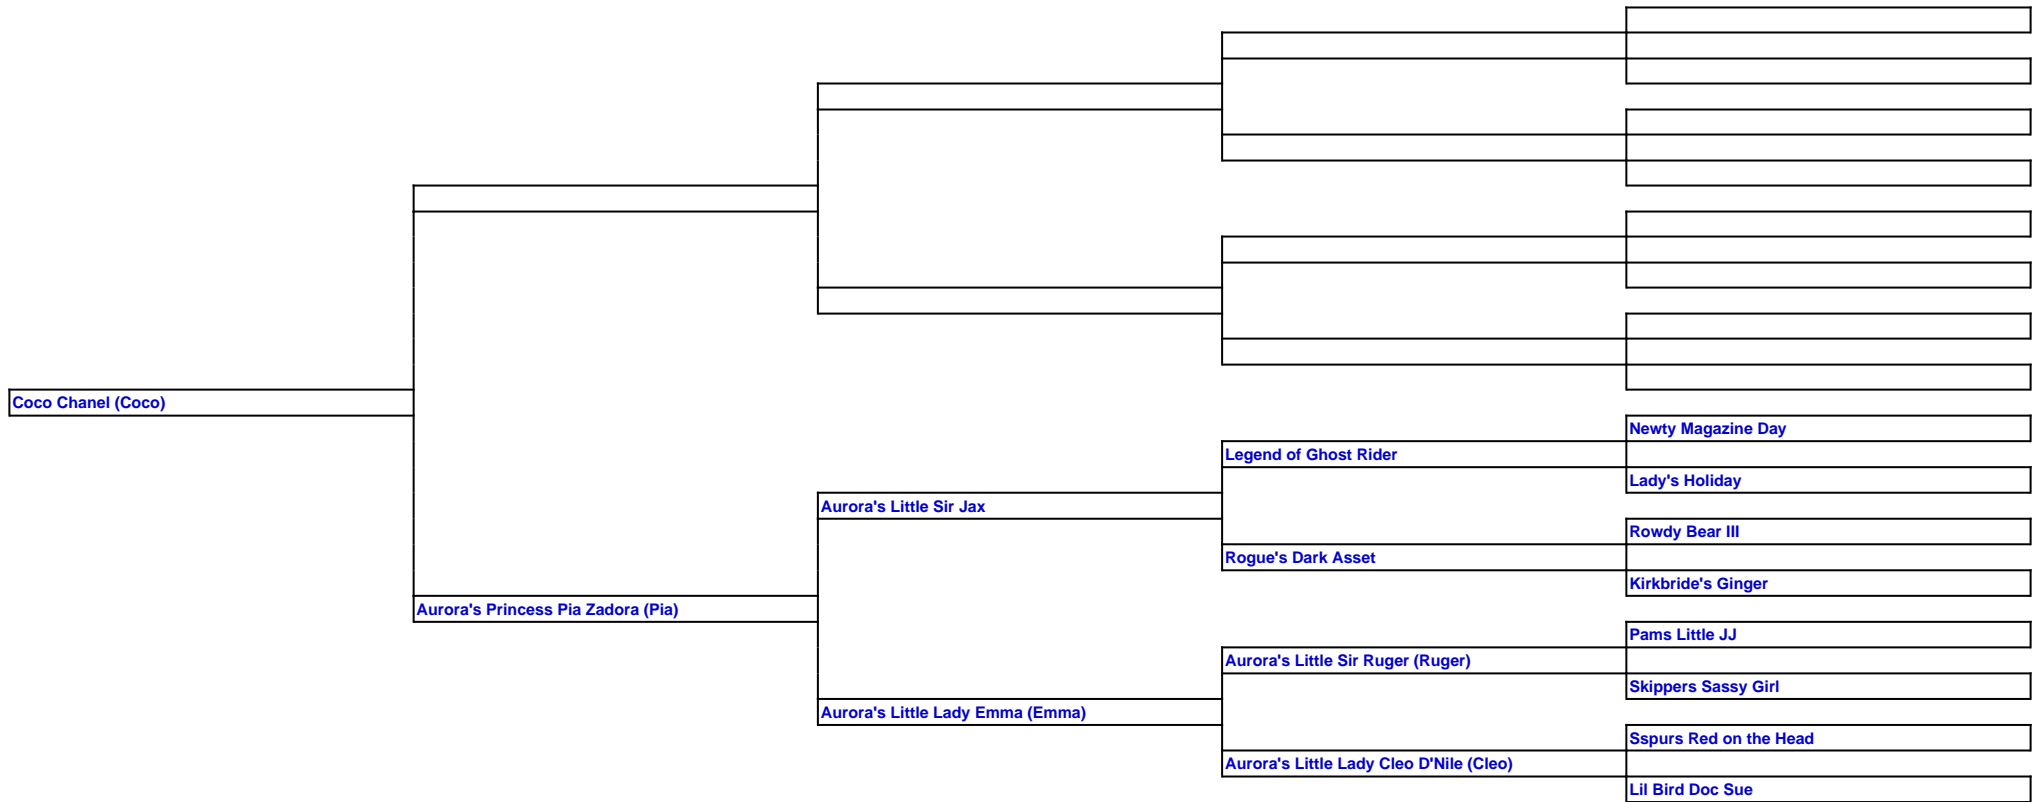 Coco Chanel (Coco)
Newty Magazine Day
Legend of Ghost Rider
Lady's Holiday
Aurora's Little Sir Jax
Rowdy Bear III
Rogue's Dark Asset
Kirkbride's Ginger
Aurora's Princess Pia Zadora (Pia)
Pams Little JJ
Aurora's Little Sir Ruger (Ruger)
Skippers Sassy Girl
Aurora's Little Lady Emma (Emma)
Sspurs Red on the Head
Aurora's Little Lady Cleo D'Nile (Cleo)
Lil Bird Doc Sue